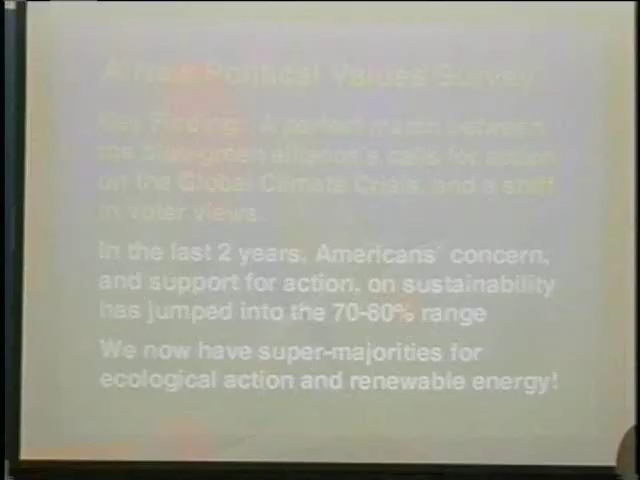 A New Political Values Survey
Key Finding: A perfect match between
the blue-green alliance's calls for action
on the Global Climate Crisis, and a shift
in voter views.
In the last 2 years, Americans' concern,
and support for action, on sustainability
has jumped into the 70-80% range
We now have super-majorities for
ecological action and renewable energy!